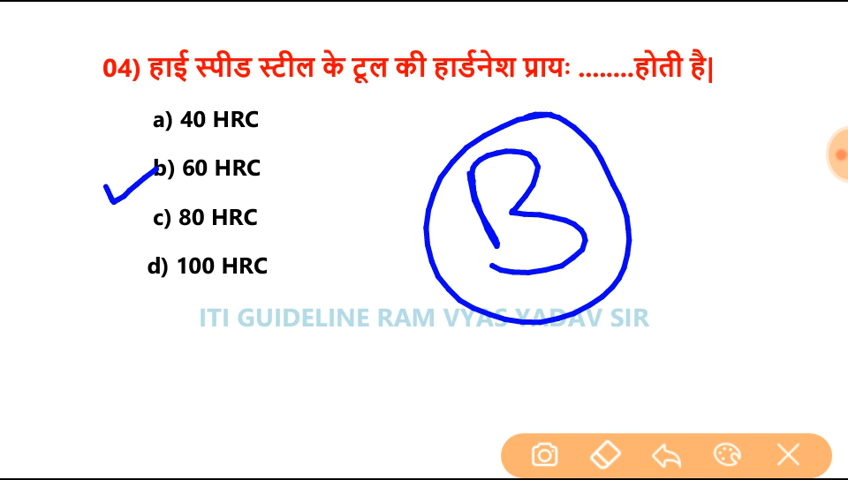 04) हाई स्पीड स्टील के टूल की हार्डनेश प्रायः ........होती है|
a) 40 HRC
b) 60 HRC
c) 80 HRC
d) 100 HRC
B
ITI GUIDELINE RAM VYAS YADAV SIR